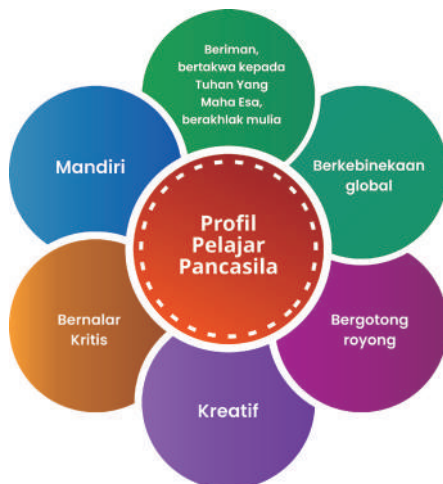 Beriman,
bertakwa kepada
Tuhan Yang
Maha Esa,
berakhlak mulia
Mandiri
Berkebinekaan
global
Profil
Pelajar
Pancasila
Bernalar
Kritis
Bergotong
royong
Kreatif